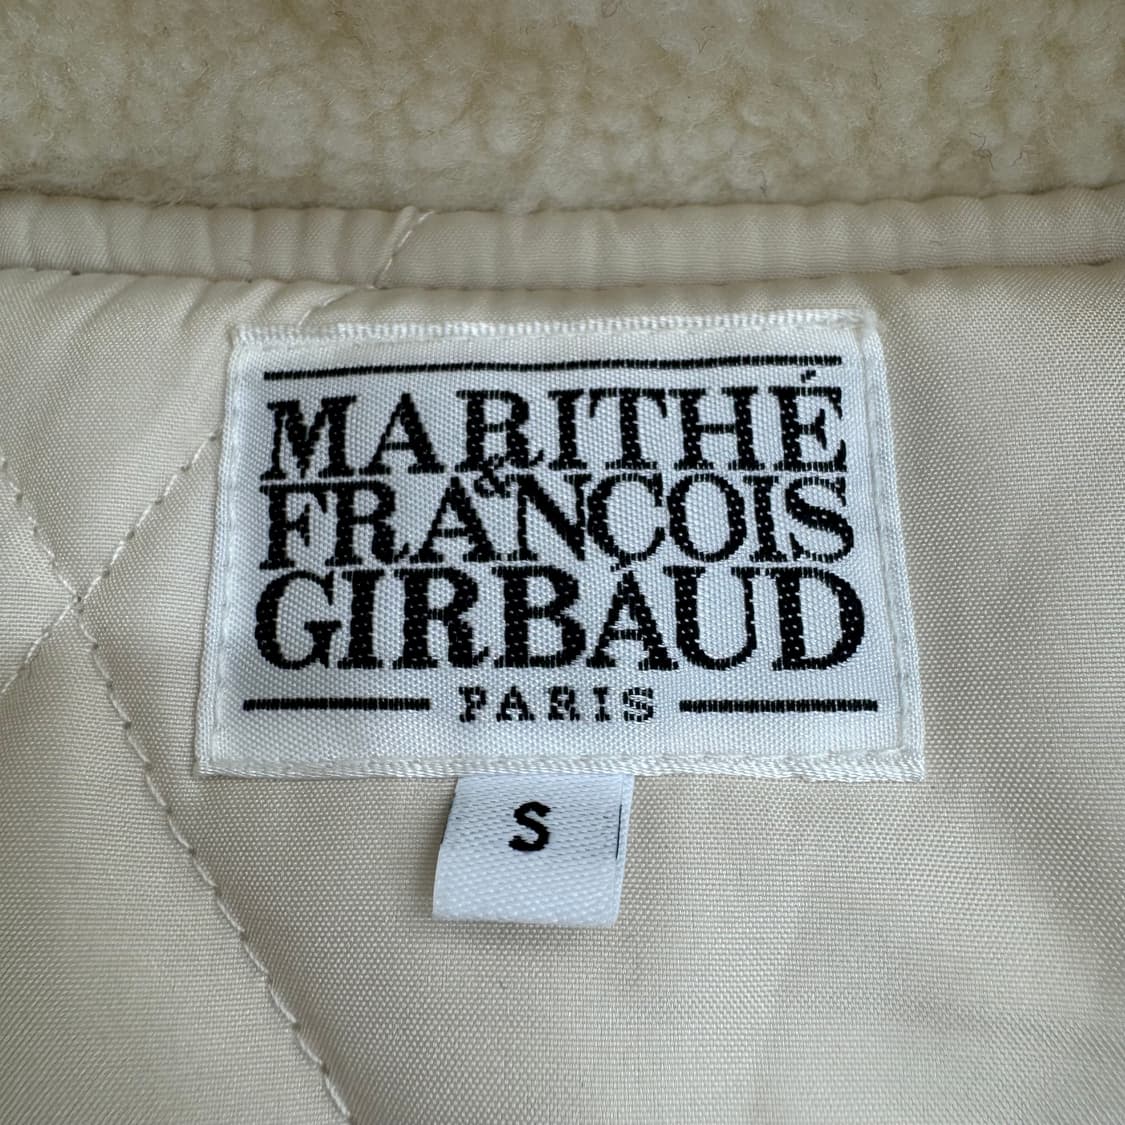 MARITHÉ
&
FRANÇOIS
GIRBAUD
PARIS
S